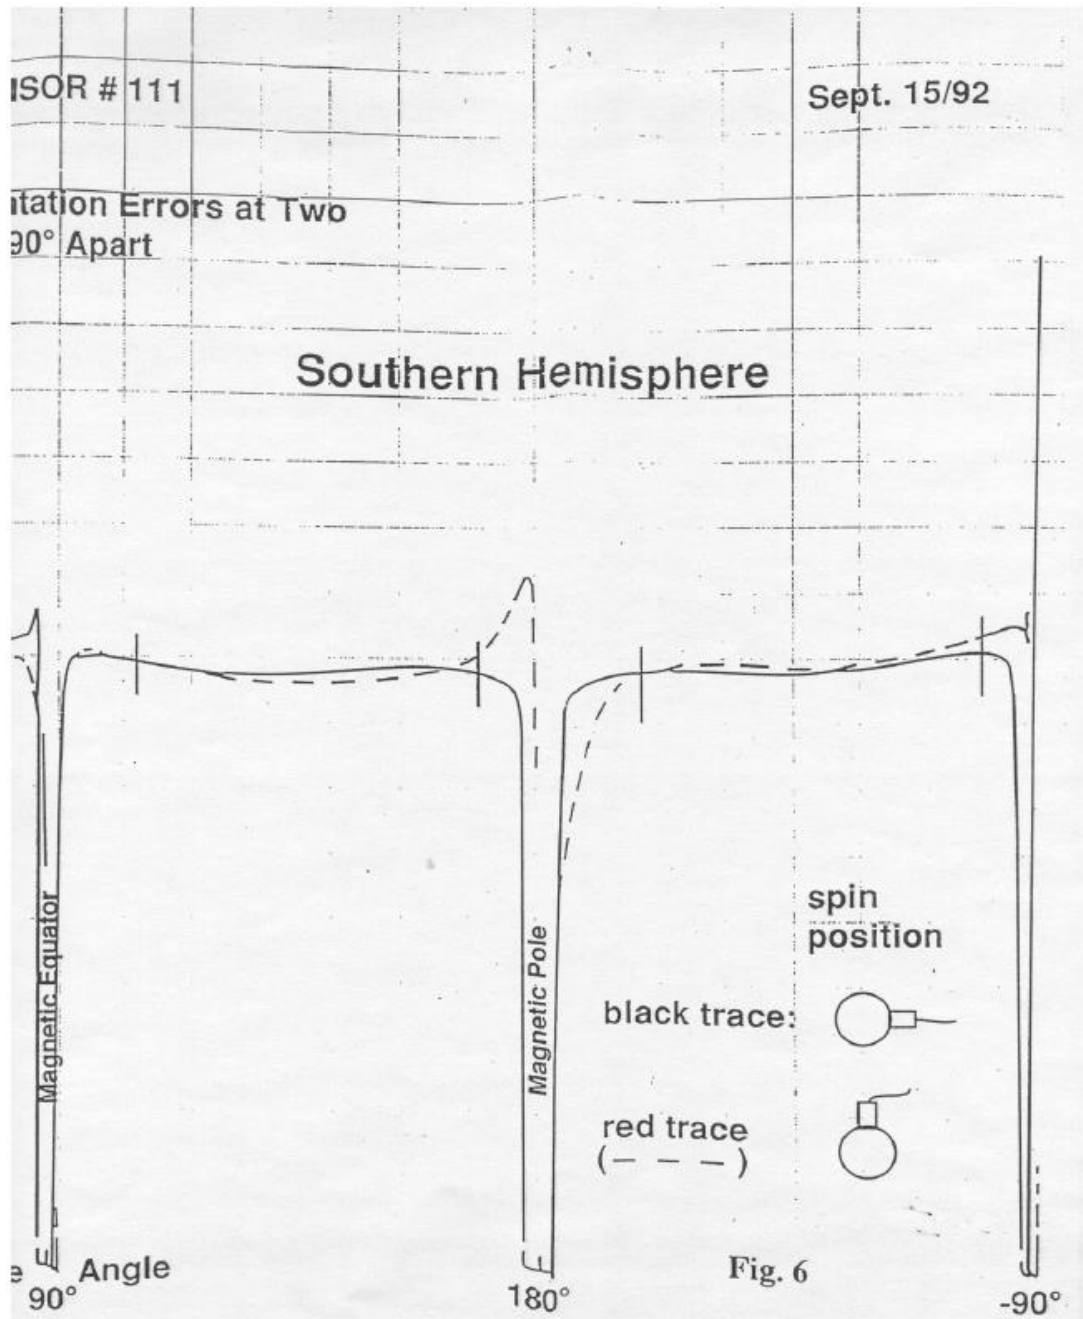 ISOR # 111
Sept. 15/92
tation Errors at Two
90° Apart
Southern Hemisphere
Magnetic Equator
Magnetic Pole
spin
position
black trace:
red trace
(— — — —)
e Angle
Fig. 6
90°
180°
-90°